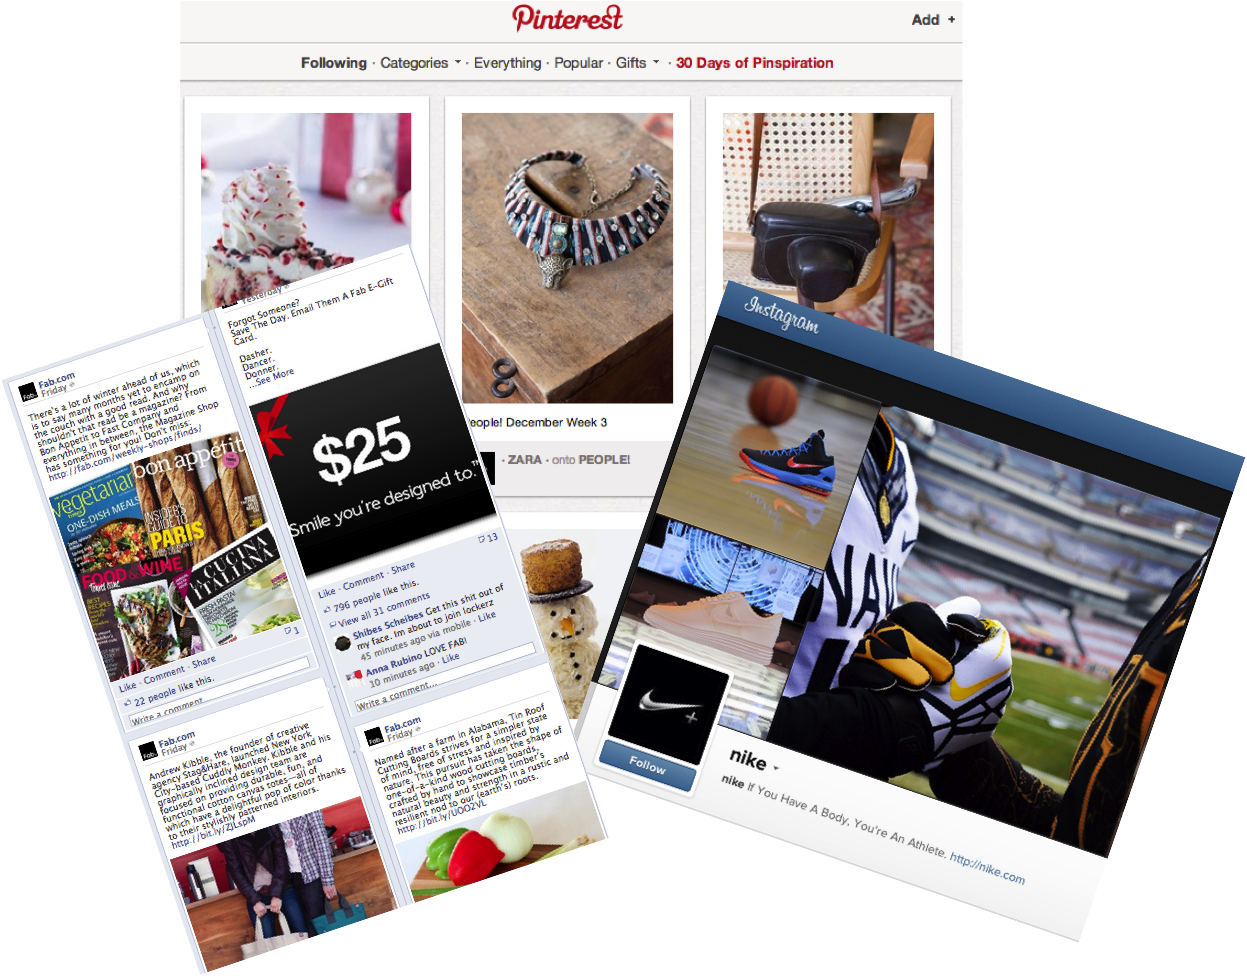 Pinterest
Add +
Following · Categories · Everything · Popular · Gifts · 30 Days of Pinspiration
People! December Week 3
· ZARA · onto PEOPLE!
Yesterday
Forgot Someone?
Save The Day. Email Them A Fab E-Gift
Card.
Dasher.
Dancer.
Donner.
...See More
$25
Smile you're designed to.™
13
Like · Comment · Share
796 people like this.
View all 31 comments
Shibes Scheibes Get this shit out of
my face. Im about to join lockerz
45 minutes ago via mobile · Like
Anna Rubino LOVE FAB!
10 minutes ago · Like
Write a comment...
Fab.
Fab.com
Friday
There's a lot of winter ahead of us, which
is to say many months yet to encamp on
the couch with a good read. And why
shouldn't that read be a magazine? From
Bon Appetit to Fast Company and
everything in between, the Magazine Shop
has something for you! Don't miss:
http://fab.com/weekly-shops/finds/
vegetarian
ONE-DISH MEALS
bon appétit
INSIDER'S
GUIDE TO
PARIS
FOOD & WINE
LA CUCINA
ITALIANA
FRESH PASTA!
BEST NEW
RECIPES
1
Like · Comment · Share
22 people like this.
Write a comment...
Fab.
Fab.com
Friday
Andrew Kibble, the founder of creative
agency Stag&Hare, launched New York
City-based Cuddly Monkey. Kibble and his
graphically inclined design team are
focused on providing durable, fun, and
functional cotton canvas totes—all of
which have a delightful pop of color thanks
to their stylishly patterned interiors.
http://bit.ly/ZJLspM
Fab.
Fab.com
Friday
Named after a farm in Alabama, Tin Roof
Cutting Boards strives for a simpler state
of mind, free of stress and inspired by
nature. This pursuit has taken the shape of
one-of-a-kind wood cutting boards,
crafted by hand to showcase timber's
natural beauty and strength in a rustic and
resilient nod to our (earth's) roots.
http://bit.ly/UOO2VL
Instagram
NAVY
Follow
nike
nike If You Have A Body, You're An Athlete. http://nike.com